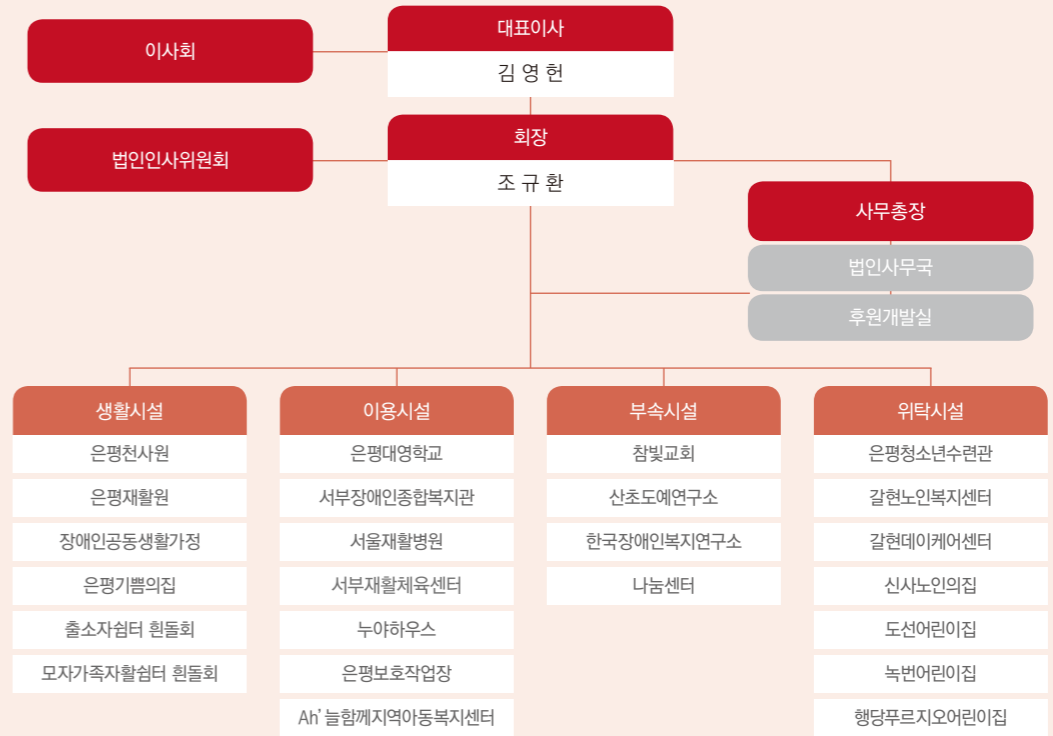 이사회
대표이사
김 영 헌
법인인사위원회
회장
조 규 환
사무총장
법인사무국
후원개발실
생활시설
은평천사원
은평재활원
장애인공동생활가정
은평기쁨의집
출소자쉼터 흰돌회
모자가족자활쉼터 흰돌회
이용시설
은평대영학교
서부장애인종합복지관
서울재활병원
서부재활체육센터
누야하우스
은평보호작업장
Ah’ 늘함께지역아동복지센터
부속시설
참빛교회
산초도예연구소
한국장애인복지연구소
나눔센터
위탁시설
은평청소년수련관
갈현노인복지센터
갈현데이케어센터
신사노인의집
도선어린이집
녹번어린이집
행당푸르지오어린이집